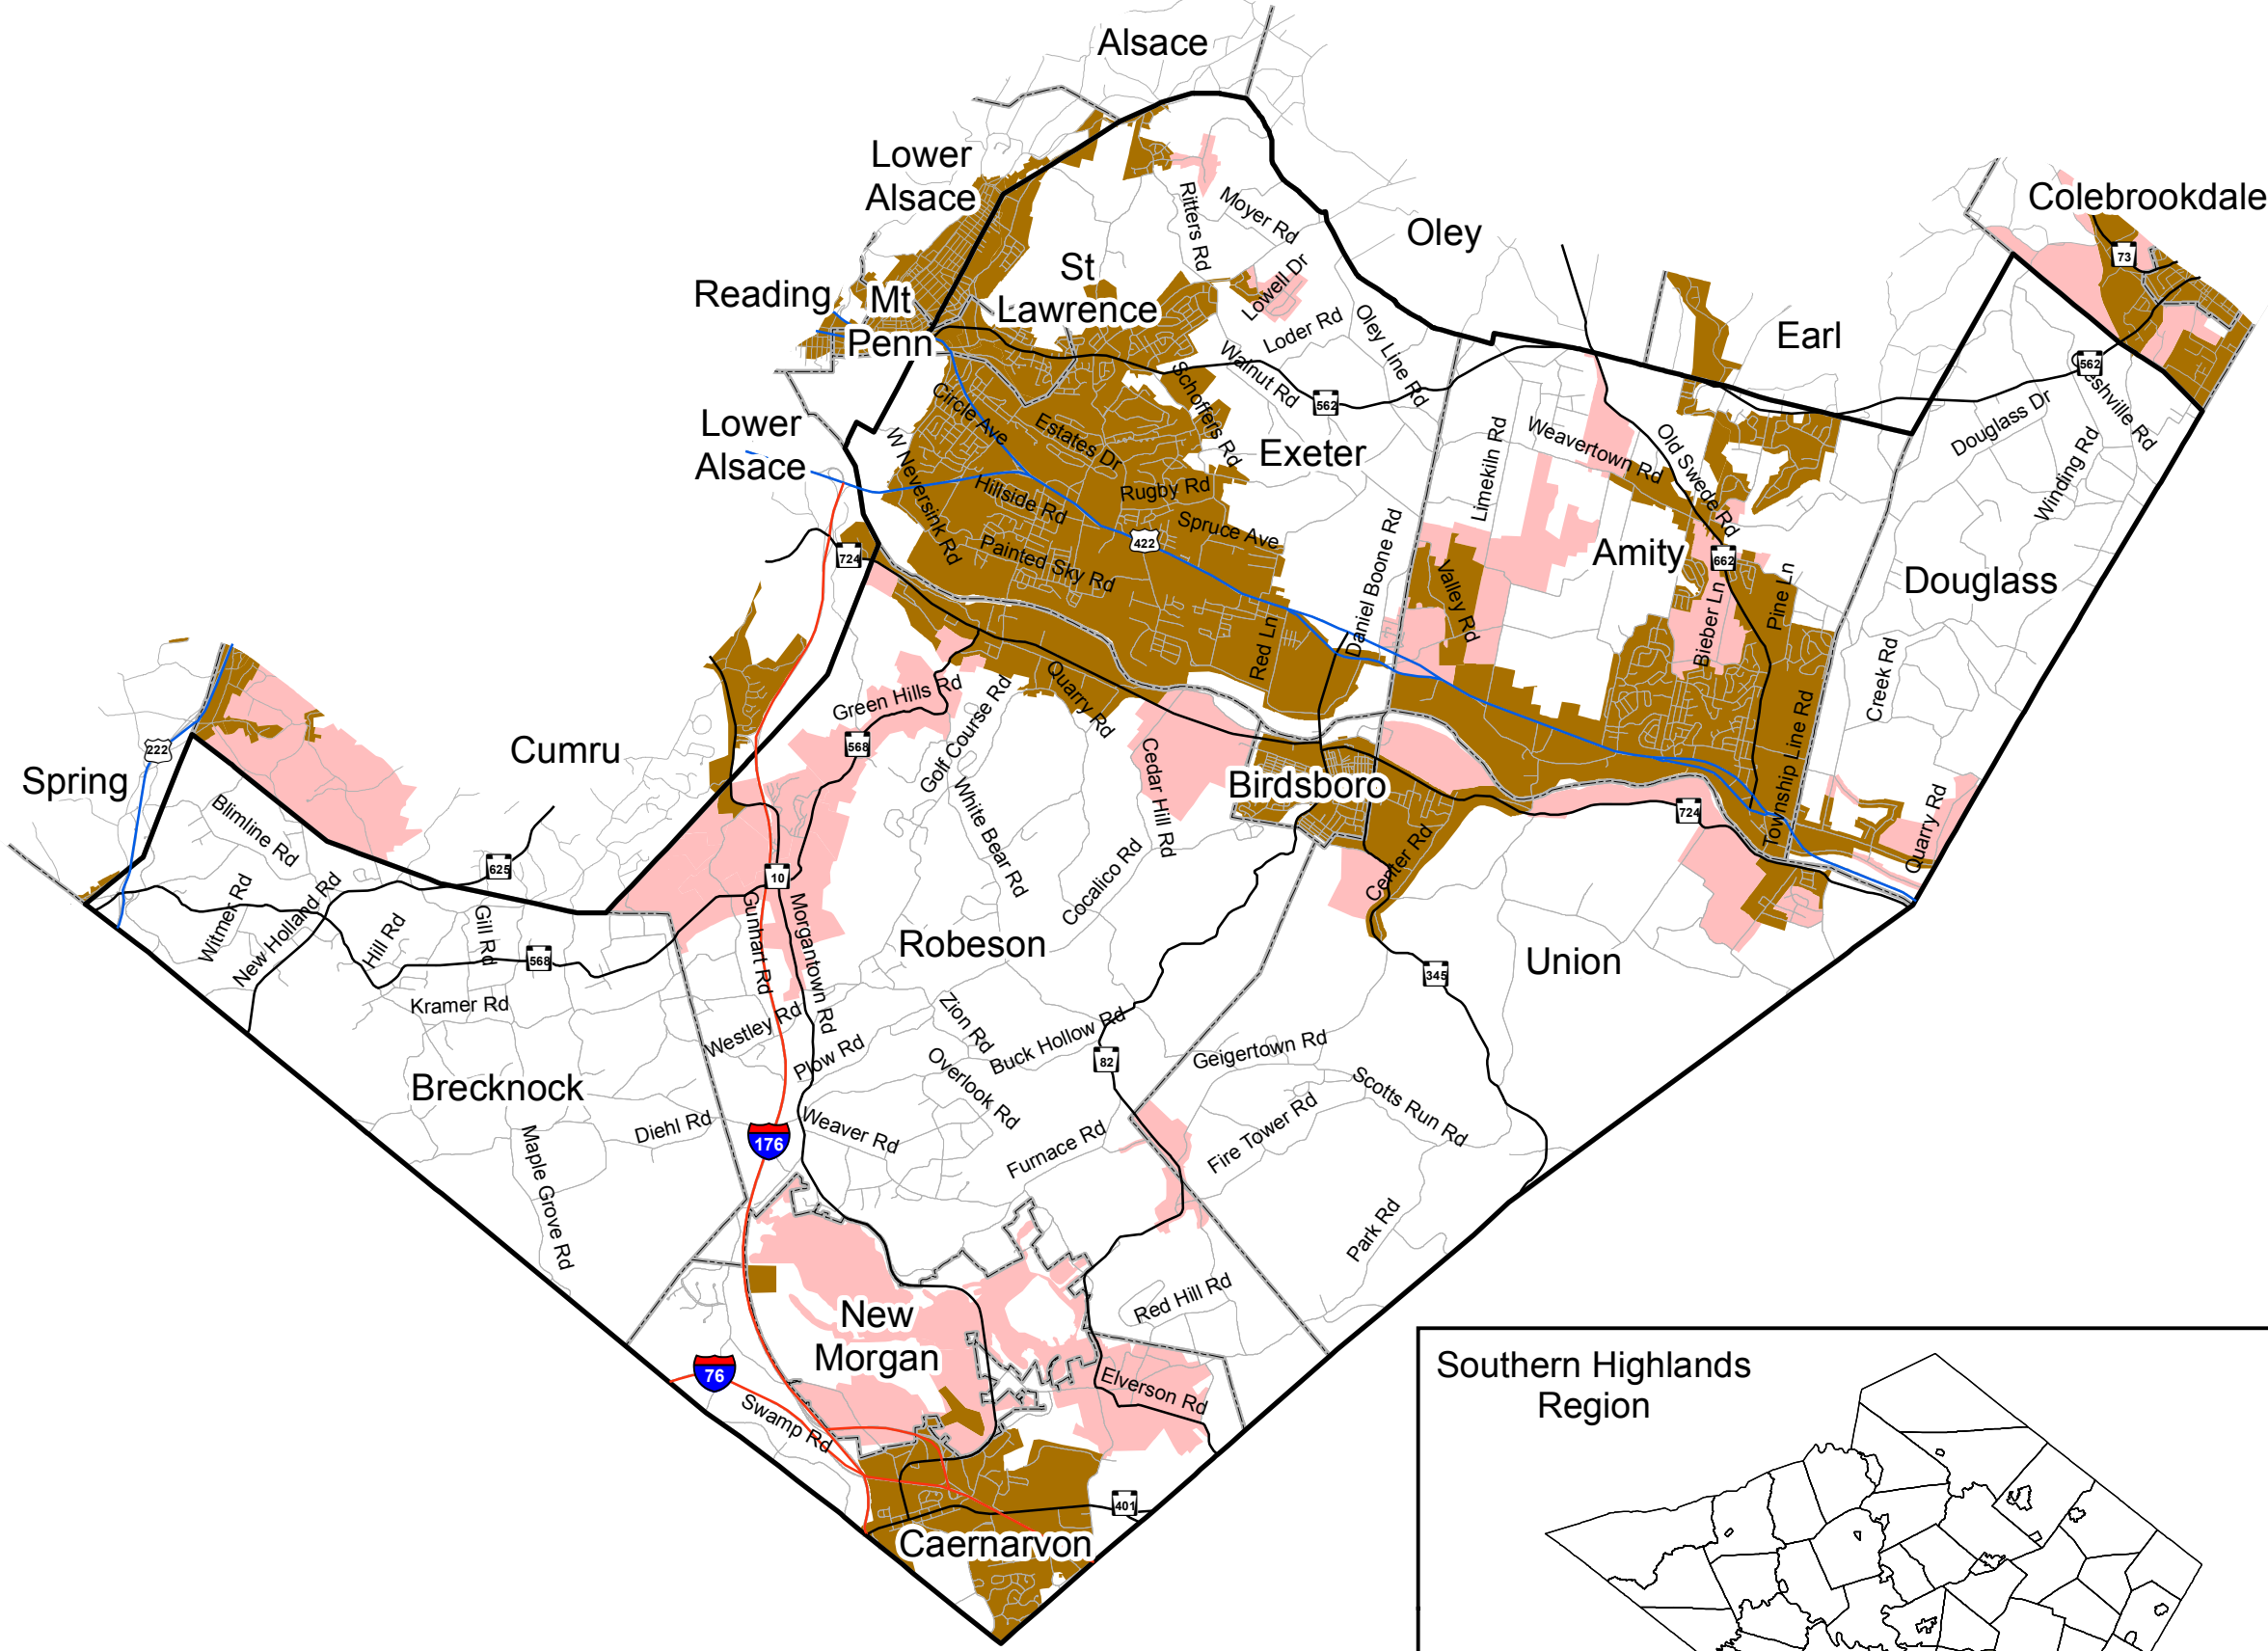 Alsace
Lower
Alsace
Colebrookdale
73
Ritters Rd
Moyer Rd
Oley
St
Lawrence
Lowell Dr
Reading
Mt
Penn
Loder Rd
Oley Line Rd
Earl
Walnut Rd
562
562
Schoffers Rd
Circle Ave
Estates Dr
Lower
Alsace
Exeter
W Neversink Rd
Hillside Rd
Rugby Rd
Spruce Ave
422
Painted Sky Rd
724
Limekiln Rd
Weavertown Rd
Old Swede Rd
Douglass Dr
Winding Rd
Amity
662
Douglass
Daniel Boone Rd
Valley Rd
Bieber Ln
Pine Ln
Red Ln
Creek Rd
Township Line Rd
Quarry Rd
Green Hills Rd
568
Golf Course Rd
Quarry Rd
Cedar Hill Rd
Birdsboro
724
222
Spring
Cumru
Blimline Rd
625
10
White Bear Rd
Cocalico Rd
Center Rd
Witmer Rd
New Holland Rd
Hill Rd
Gill Rd
568
Gunhart Rd
Morgantown Rd
Robeson
Union
345
Kramer Rd
Westley Rd
Plow Rd
Zion Rd
Buck Hollow Rd
82
Geigertown Rd
Overlook Rd
Scotts Run Rd
Brecknock
Diehl Rd
176
Weaver Rd
Furnace Rd
Fire Tower Rd
Maple Grove Rd
Park Rd
Red Hill Rd
New
Morgan
76
Swamp Rd
Elverson Rd
401
Caernarvon
Southern Highlands
Region